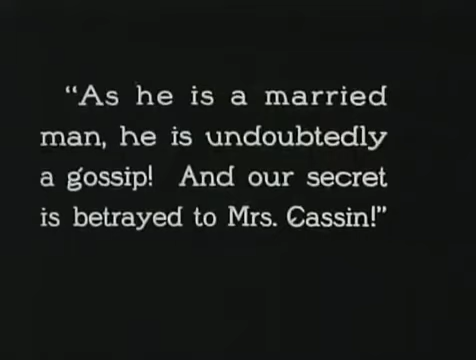 “As he is a married
man, he is undoubtedly
a gossip! And our secret
is betrayed to Mrs. Cassin!”